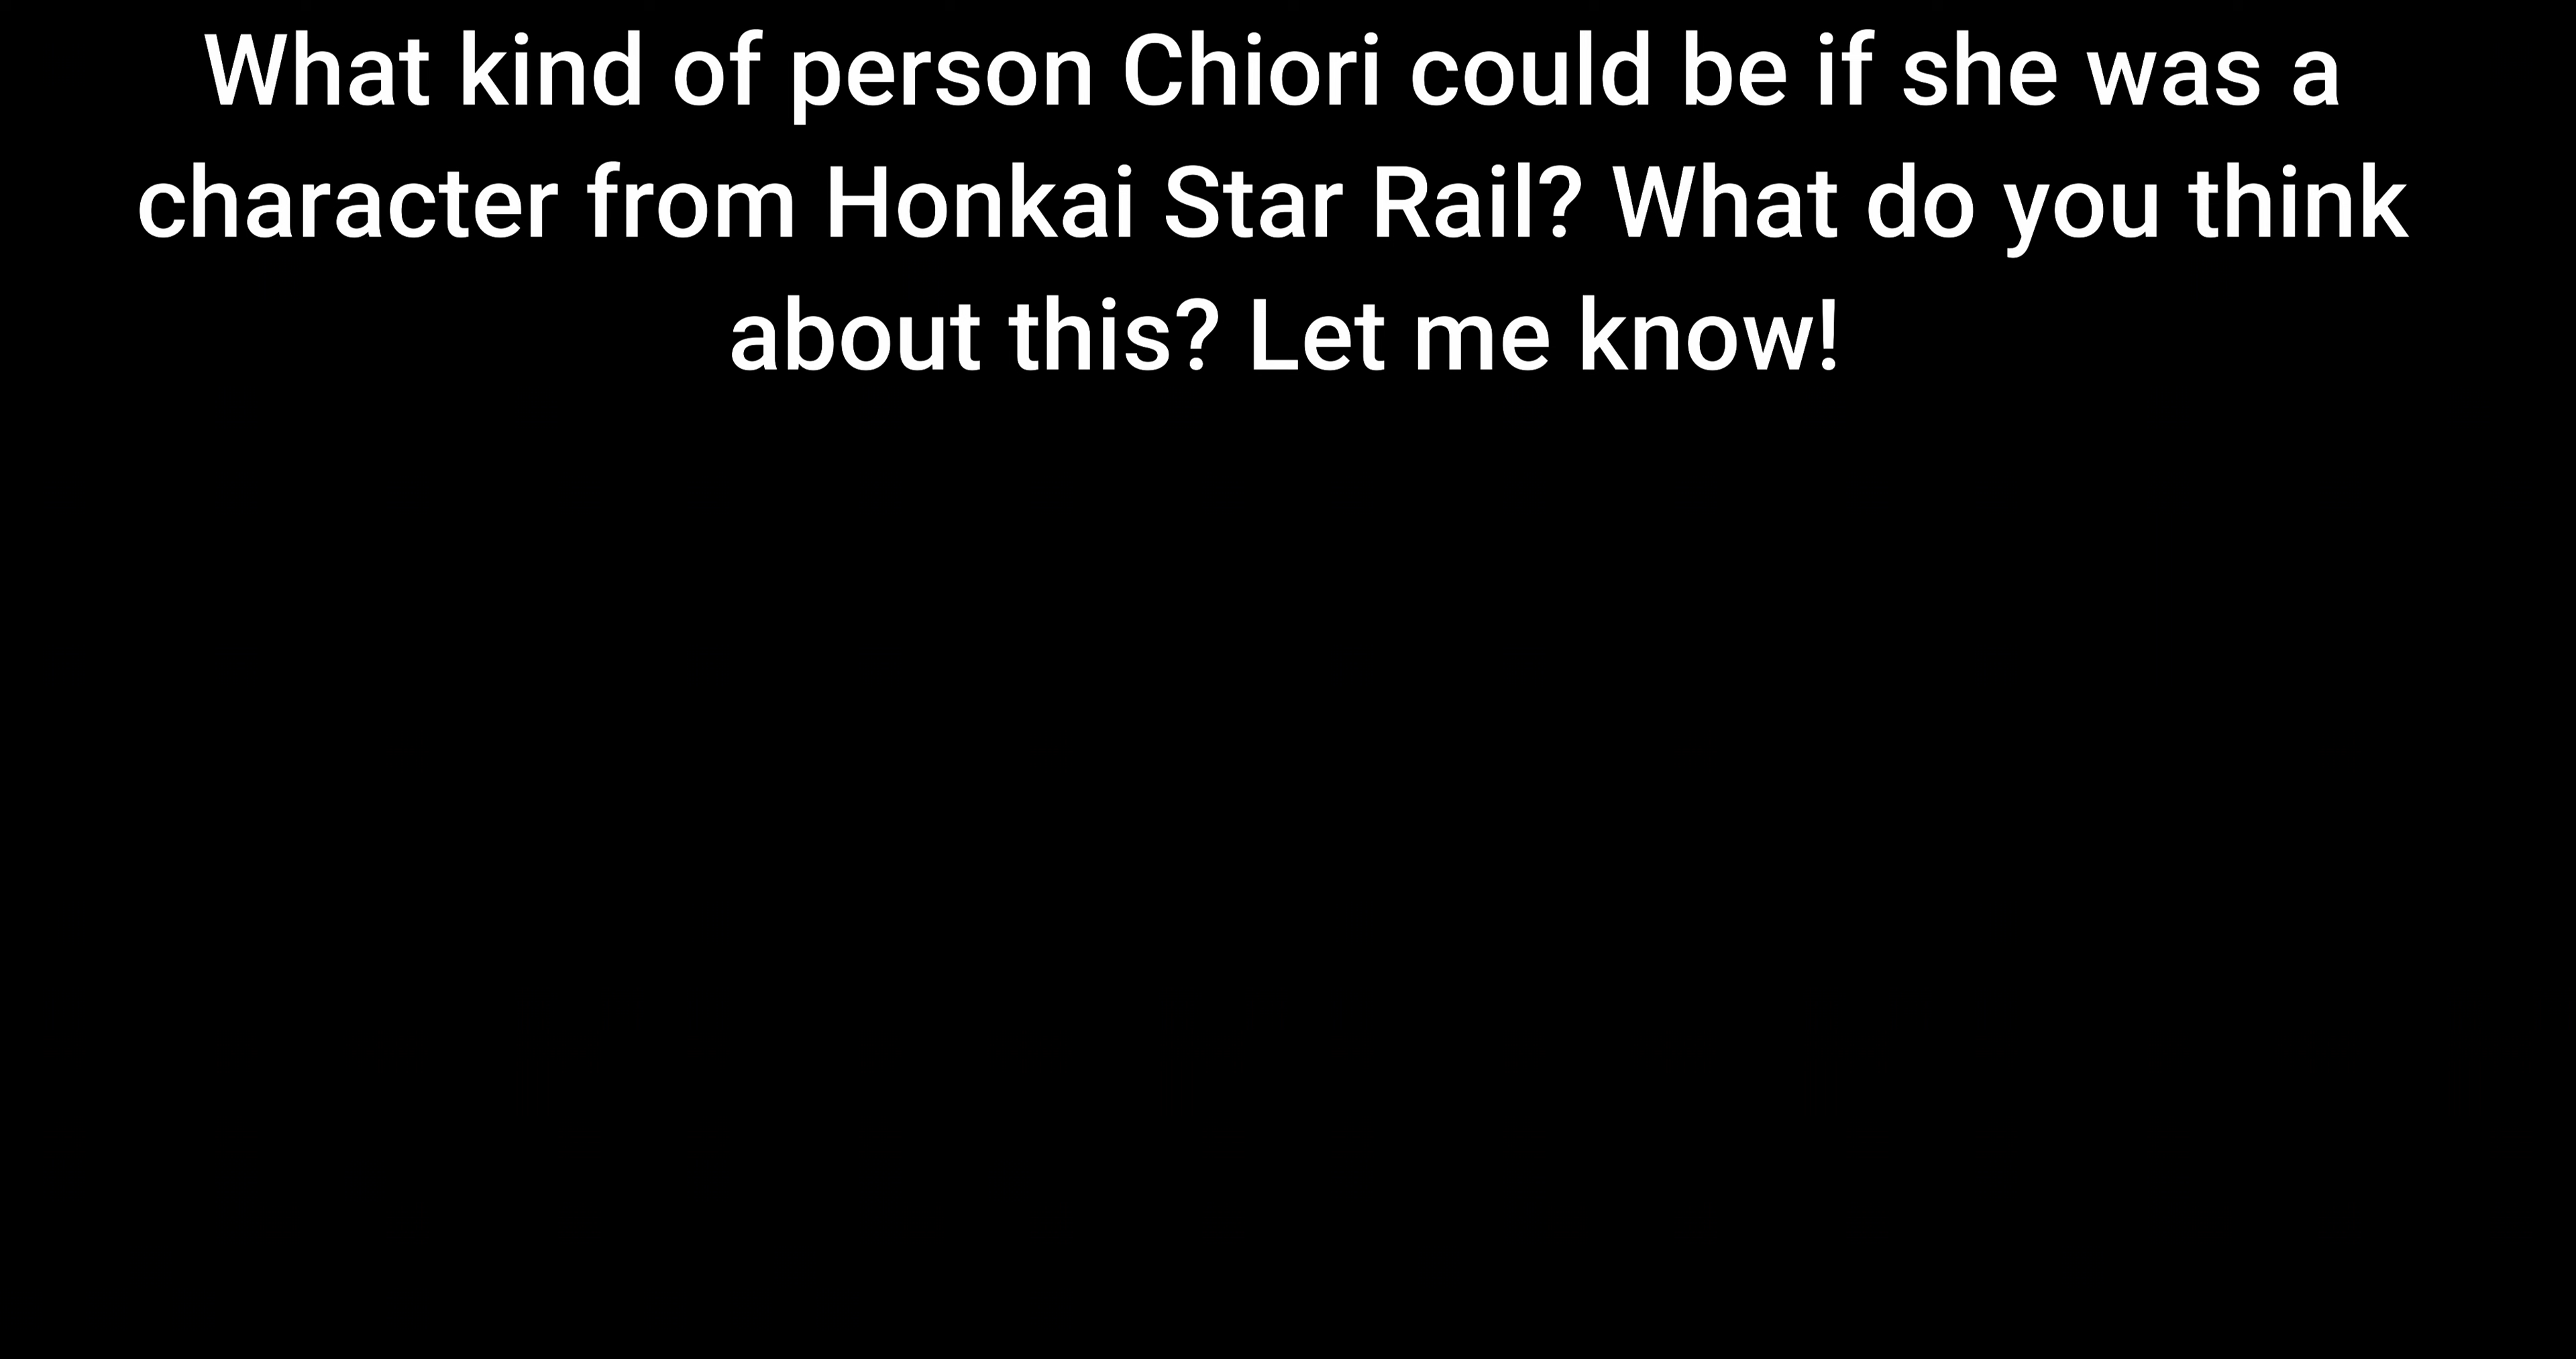 What kind of person Chiori could be if she was a
character from Honkai Star Rail? What do you think
about this? Let me know!